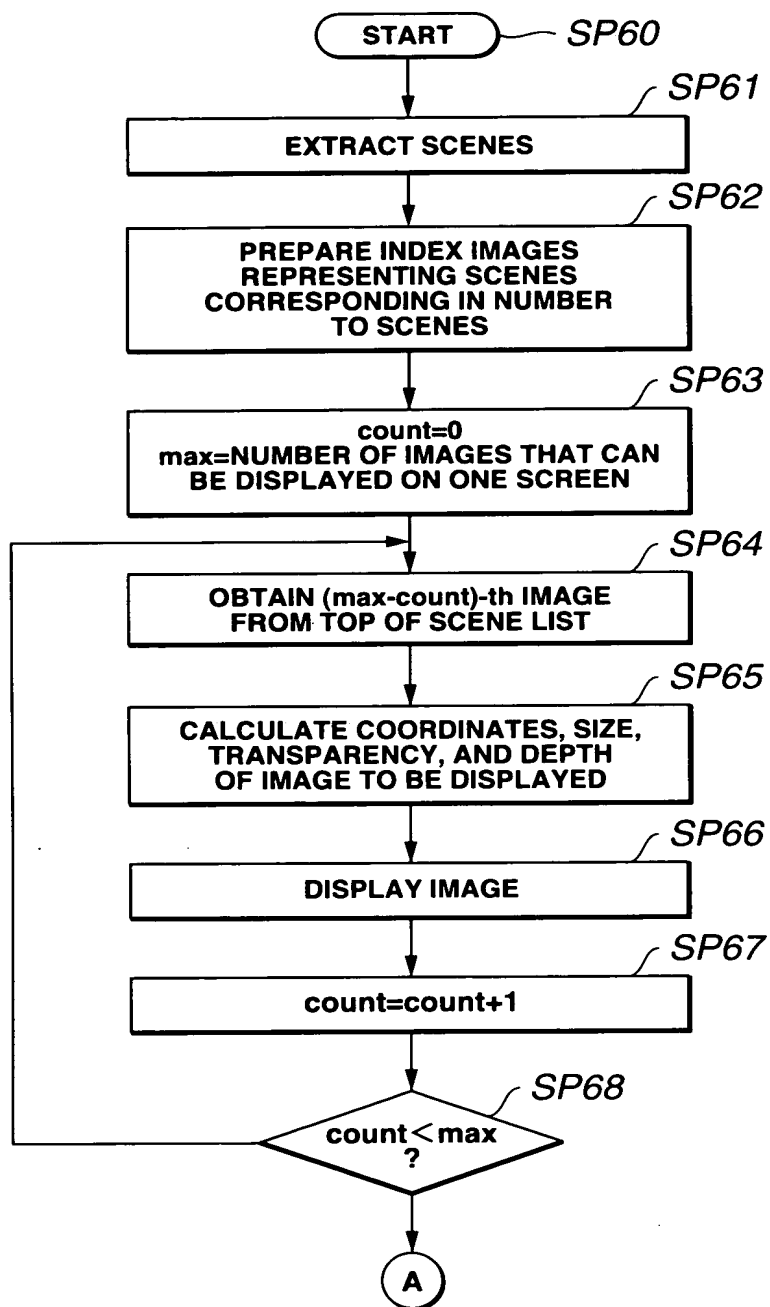 START
SP60
SP61
EXTRACT SCENES
SP62
PREPARE INDEX IMAGES
REPRESENTING SCENES
CORRESPONDING IN NUMBER
TO SCENES
SP63
count=0
max=NUMBER OF IMAGES THAT CAN
BE DISPLAYED ON ONE SCREEN
SP64
OBTAIN (max-count)-th IMAGE
FROM TOP OF SCENE LIST
SP65
CALCULATE COORDINATES, SIZE,
TRANSPARENCY, AND DEPTH
OF IMAGE TO BE DISPLAYED
SP66
DISPLAY IMAGE
SP67
count=count+1
SP68
count<max
?
A